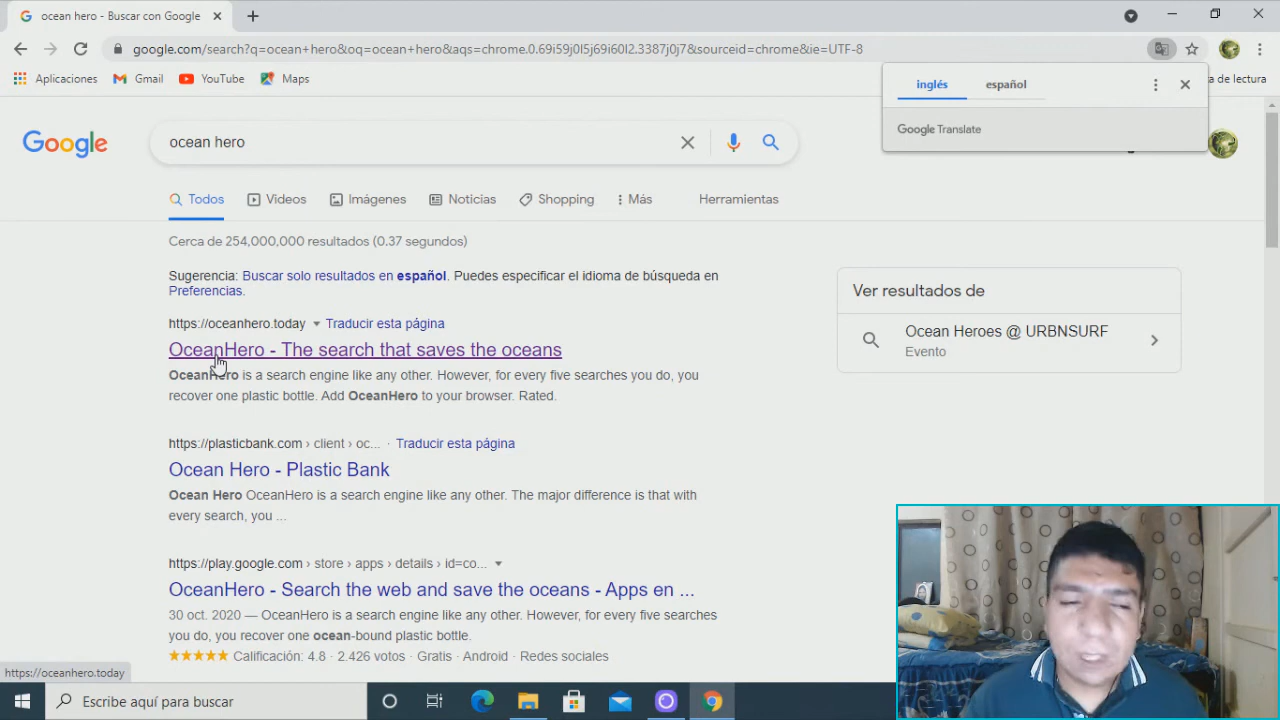 ocean hero - Buscar con Google
google.com/search?q=ocean+hero&oq=ocean+hero&aqs=chrome.0.69i59j0l5j69i60l2.3387j0j7&sourceid=chrome&ie=UTF-8
Aplicaciones Gmail YouTube Maps
a de lectura
inglés español
Google Translate
Google
ocean hero
Todos Videos Imágenes Noticias Shopping Más Herramientas
Cerca de 254,000,000 resultados (0.37 segundos)
Sugerencia: Buscar solo resultados en español. Puedes especificar el idioma de búsqueda en
Preferencias.
https://oceanhero.today Traducir esta página
OceanHero - The search that saves the oceans
OceanHero is a search engine like any other. However, for every five searches you do, you
recover one plastic bottle. Add OceanHero to your browser. Rated.
https://plasticbank.com › client › oc... · Traducir esta página
Ocean Hero - Plastic Bank
Ocean Hero OceanHero is a search engine like any other. The major difference is that with
every search, you ...
https://play.google.com › store › apps › details › id=co...
OceanHero - Search the web and save the oceans - Apps en ...
30 oct. 2020 — OceanHero is a search engine like any other. However, for every five searches
you do, you recover one ocean-bound plastic bottle.
Calificación: 4.8 · 2.426 votos · Gratis · Android · Redes sociales
Ver resultados de
Ocean Heroes @ URBNSURF
Evento
https://oceanhero.today
Escribe aquí para buscar